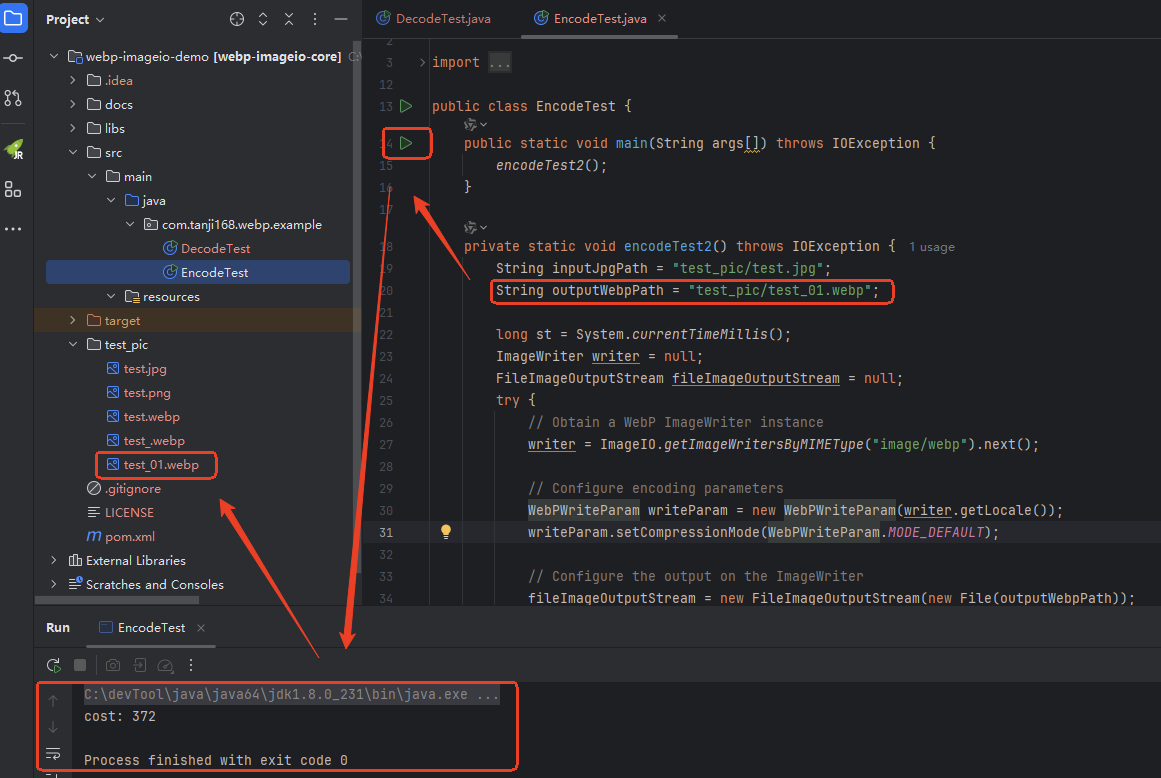 Project
webp-imageio-demo [webp-imageio-core] C:\
.idea
docs
libs
src
main
java
com.tanji168.webp.example
DecodeTest
EncodeTest
resources
target
test_pic
test.jpg
test.png
test.webp
test_.webp
test_01.webp
.gitignore
LICENSE
pom.xml
External Libraries
Scratches and Consoles
DecodeTest.java
EncodeTest.java
2
3 import ...
12
13 public class EncodeTest {
14 public static void main(String args[]) throws IOException {
15 encodeTest2();
16 }
17
18 private static void encodeTest2() throws IOException { 1 usage
19 String inputJpgPath = "test_pic/test.jpg";
20 String outputWebpPath = "test_pic/test_01.webp";
21
22 long st = System.currentTimeMillis();
23 ImageWriter writer = null;
24 FileImageOutputStream fileImageOutputStream = null;
25 try {
26 // Obtain a WebP ImageWriter instance
27 writer = ImageIO.getImageWritersByMIMEType("image/webp").next();
28
29 // Configure encoding parameters
30 WebPWriteParam writeParam = new WebPWriteParam(writer.getLocale());
31 writeParam.setCompressionMode(WebPWriteParam.MODE_DEFAULT);
32
33 // Configure the output on the ImageWriter
34 fileImageOutputStream = new FileImageOutputStream(new File(outputWebpPath));
Run EncodeTest
C:\devTool\java\java64\jdk1.8.0_231\bin\java.exe ...
cost: 372
Process finished with exit code 0